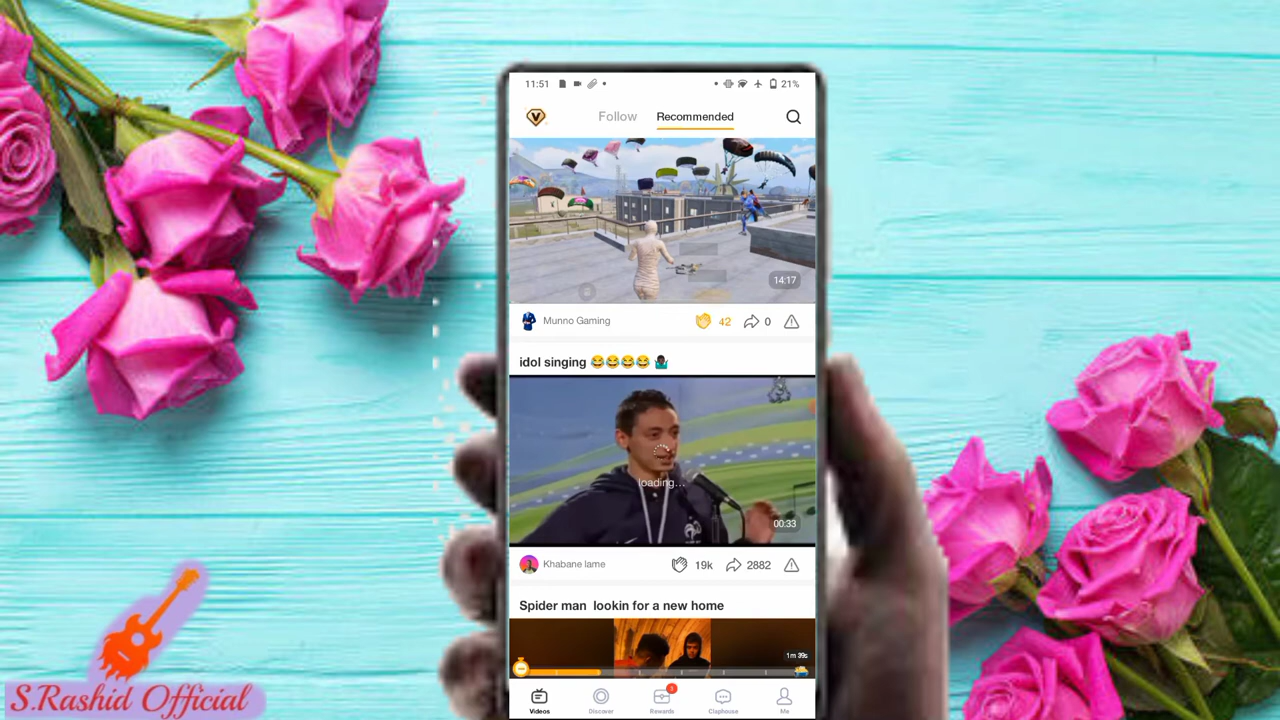 11:51
21%
V
Follow
Recommended
14:17
Munno Gaming
42
0
idol singing 😂😂😂😂 🤷🏿‍♂️
loading...
00:33
Khabane lame
19k
2882
Spider man lookin for a new home
1m 39s
Videos
Discover
Rewards
Claphouse
Me
S.Rashid Official